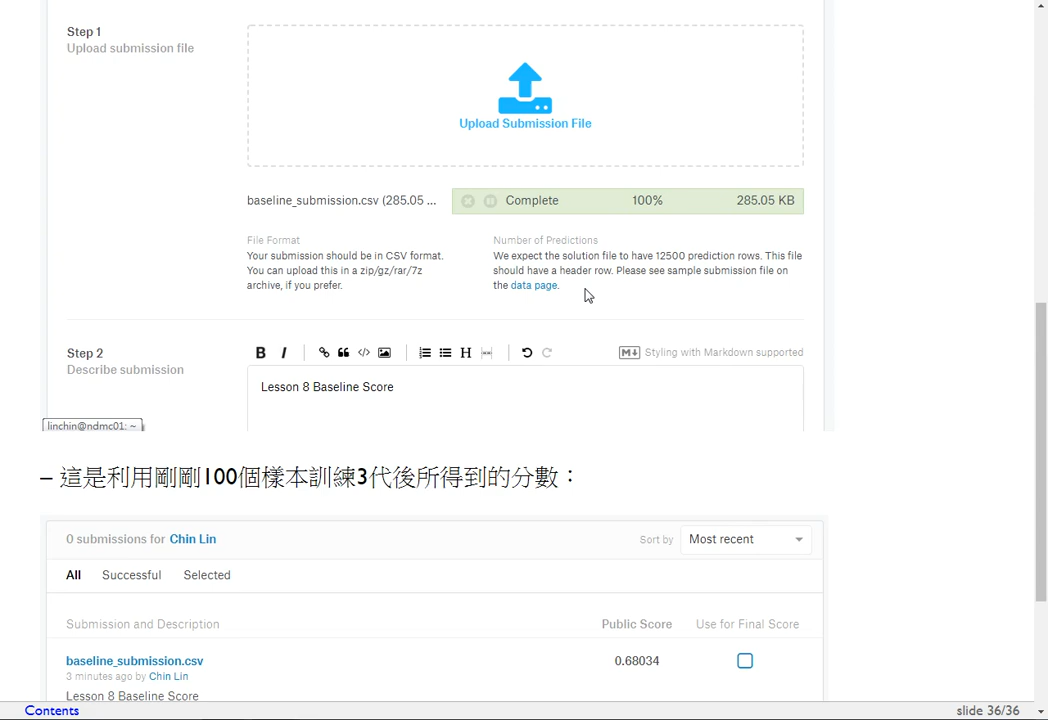 Step 1
Upload submission file
Upload Submission File
baseline_submission.csv (285.05 ...
Complete 100% 285.05 KB
File Format
Your submission should be in CSV format.
You can upload this in a zip/gz/rar/7z
archive, if you prefer.
Number of Predictions
We expect the solution file to have 12500 prediction rows. This file
should have a header row. Please see sample submission file on
the data page.
Step 2
Describe submission
B I H
M Styling with Markdown supported
Lesson 8 Baseline Score
linchin@ndmc01: ~
– 這是利用剛剛100個樣本訓練3代後所得到的分數：
0 submissions for Chin Lin
Sort by Most recent
All Successful Selected
Submission and Description Public Score Use for Final Score
baseline_submission.csv 0.68034
3 minutes ago by Chin Lin
Lesson 8 Baseline Score
Contents slide 36/36